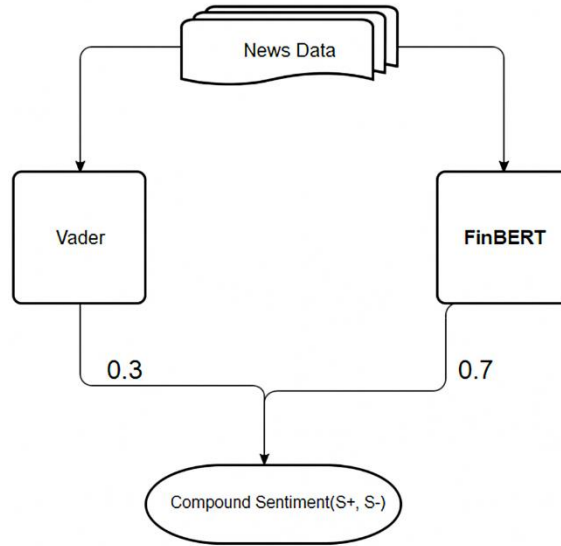 News Data
Vader
FinBERT
0.3
0.7
Compound Sentiment(S+, S-)